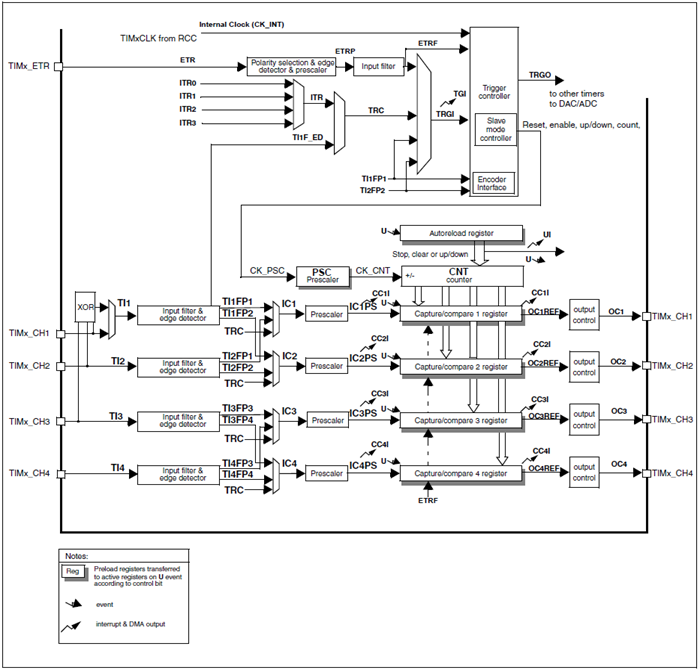 Internal Clock (CK_INT)
TIMxCLK from RCC
ETRF
TIMx_ETR
ETR
Polarity selection & edge
detector & prescaler
ETRP
Input filter
Trigger
controller
TRGO
to other timers
to DAC/ADC
ITR0
ITR1
ITR2
ITR3
ITR
TRC
TGI
TRGI
Slave
mode
controller
Reset, enable, up/down, count,
TI1F_ED
TI1FP1
TI2FP2
Encoder
Interface
U
Autoreload register
UI
Stop, clear or up/down
U
CK_PSC
PSC
Prescaler
CK_CNT
+/-
CNT
counter
XOR
TI1
Input filter &
edge detector
TI1FP1
TI1FP2
TRC
IC1
Prescaler
IC1PS
CC1I
U
Capture/compare 1 register
CC1I
OC1REF
output
control
OC1
TIMx_CH1
TIMx_CH1
TIMx_CH2
TI2
Input filter &
edge detector
TI2FP1
TI2FP2
TRC
IC2
Prescaler
IC2PS
CC2I
U
Capture/compare 2 register
CC2I
OC2REF
output
control
OC2
TIMx_CH2
TIMx_CH3
TI3
Input filter &
edge detector
TI3FP3
TI3FP4
TRC
IC3
Prescaler
IC3PS
CC3I
U
Capture/compare 3 register
CC3I
OC3REF
output
control
OC3
TIMx_CH3
TIMx_CH4
TI4
Input filter &
edge detector
TI4FP3
TI4FP4
TRC
IC4
Prescaler
IC4PS
CC4I
U
Capture/compare 4 register
CC4I
OC4REF
output
control
OC4
TIMx_CH4
ETRF
Notes:
Reg
Preload registers transferred
to active registers on U event
according to control bit
event
interrupt & DMA output